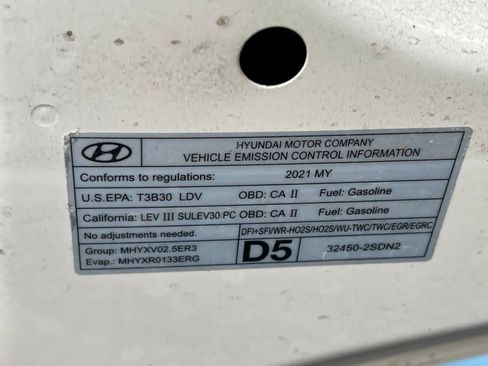 HYUNDAI MOTOR COMPANY
VEHICLE EMISSION CONTROL INFORMATION
Conforms to regulations: 2021 MY
U.S.EPA: T3B30 LDV OBD: CA II Fuel: Gasoline
California: LEV III SULEV30 PC OBD: CA II Fuel: Gasoline
No adjustments needed. DFI+SFI/WR-HO2S/HO2S/WU-TWC/TWC/EGR/EGRC
Group: MHYXV02.5ER3 D5 32450-2SDN2
Evap.: MHYXR0133ERG